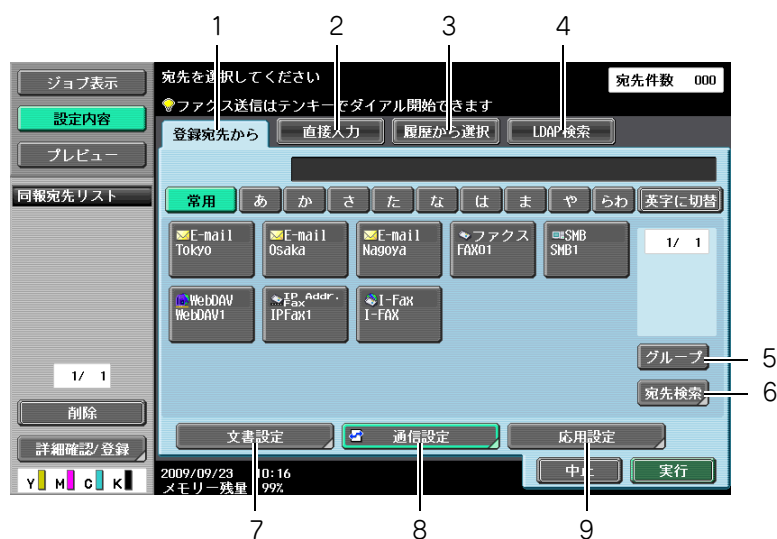 1 2 3 4
ジョブ表示
設定内容
プレビュー
同報宛先リスト
1/ 1
削除
詳細確認/登録
Y M C K
宛先を選択してください
宛先件数 000
ファクス送信はテンキーでダイアル開始できます
登録宛先から 直接入力 履歴から選択 LDAP検索
常用 あ か さ た な は ま や らわ 英字に切替
E-mail E-mail E-mail ファクス SMB
Tokyo Osaka Nagoya FAX01 SMB1
1/ 1
WebDAV IP Addr. Fax I-Fax
WebDAV1 IPFax1 I-FAX
グループ 5
宛先検索 6
文書設定 通信設定 応用設定
2009/09/23 10:16
メモリー残量 99%
中止 実行
7 8 9